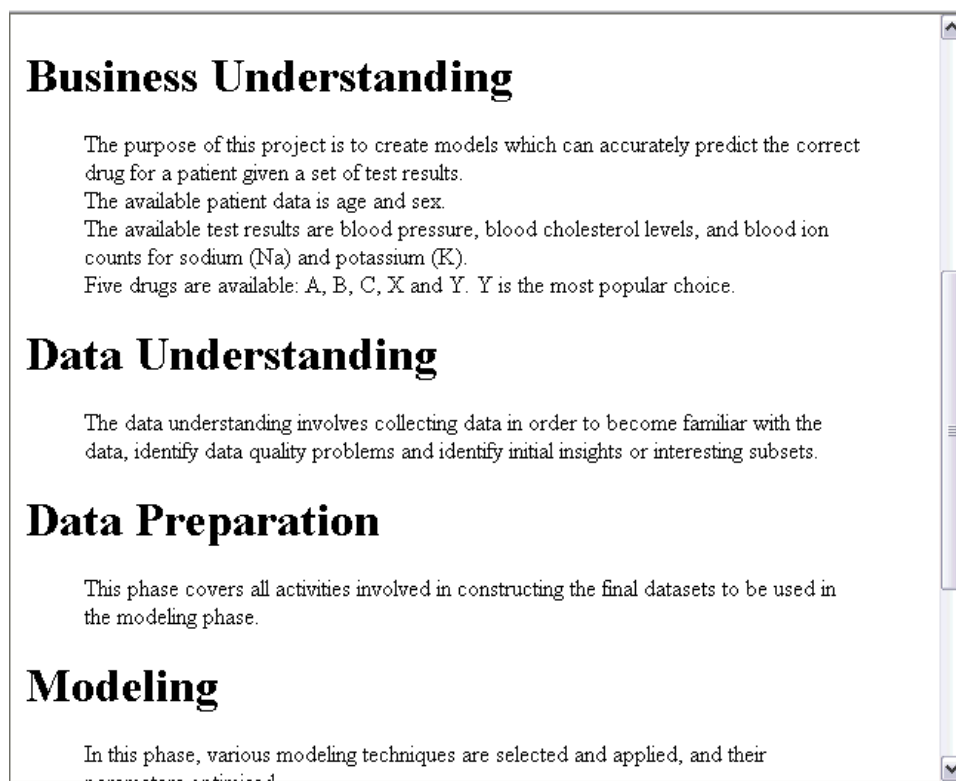 Business Understanding
The purpose of this project is to create models which can accurately predict the correct
drug for a patient given a set of test results.
The available patient data is age and sex.
The available test results are blood pressure, blood cholesterol levels, and blood ion
counts for sodium (Na) and potassium (K).
Five drugs are available: A, B, C, X and Y. Y is the most popular choice.
Data Understanding
The data understanding involves collecting data in order to become familiar with the
data, identify data quality problems and identify initial insights or interesting subsets.
Data Preparation
This phase covers all activities involved in constructing the final datasets to be used in
the modeling phase.
Modeling
In this phase, various modeling techniques are selected and applied, and their